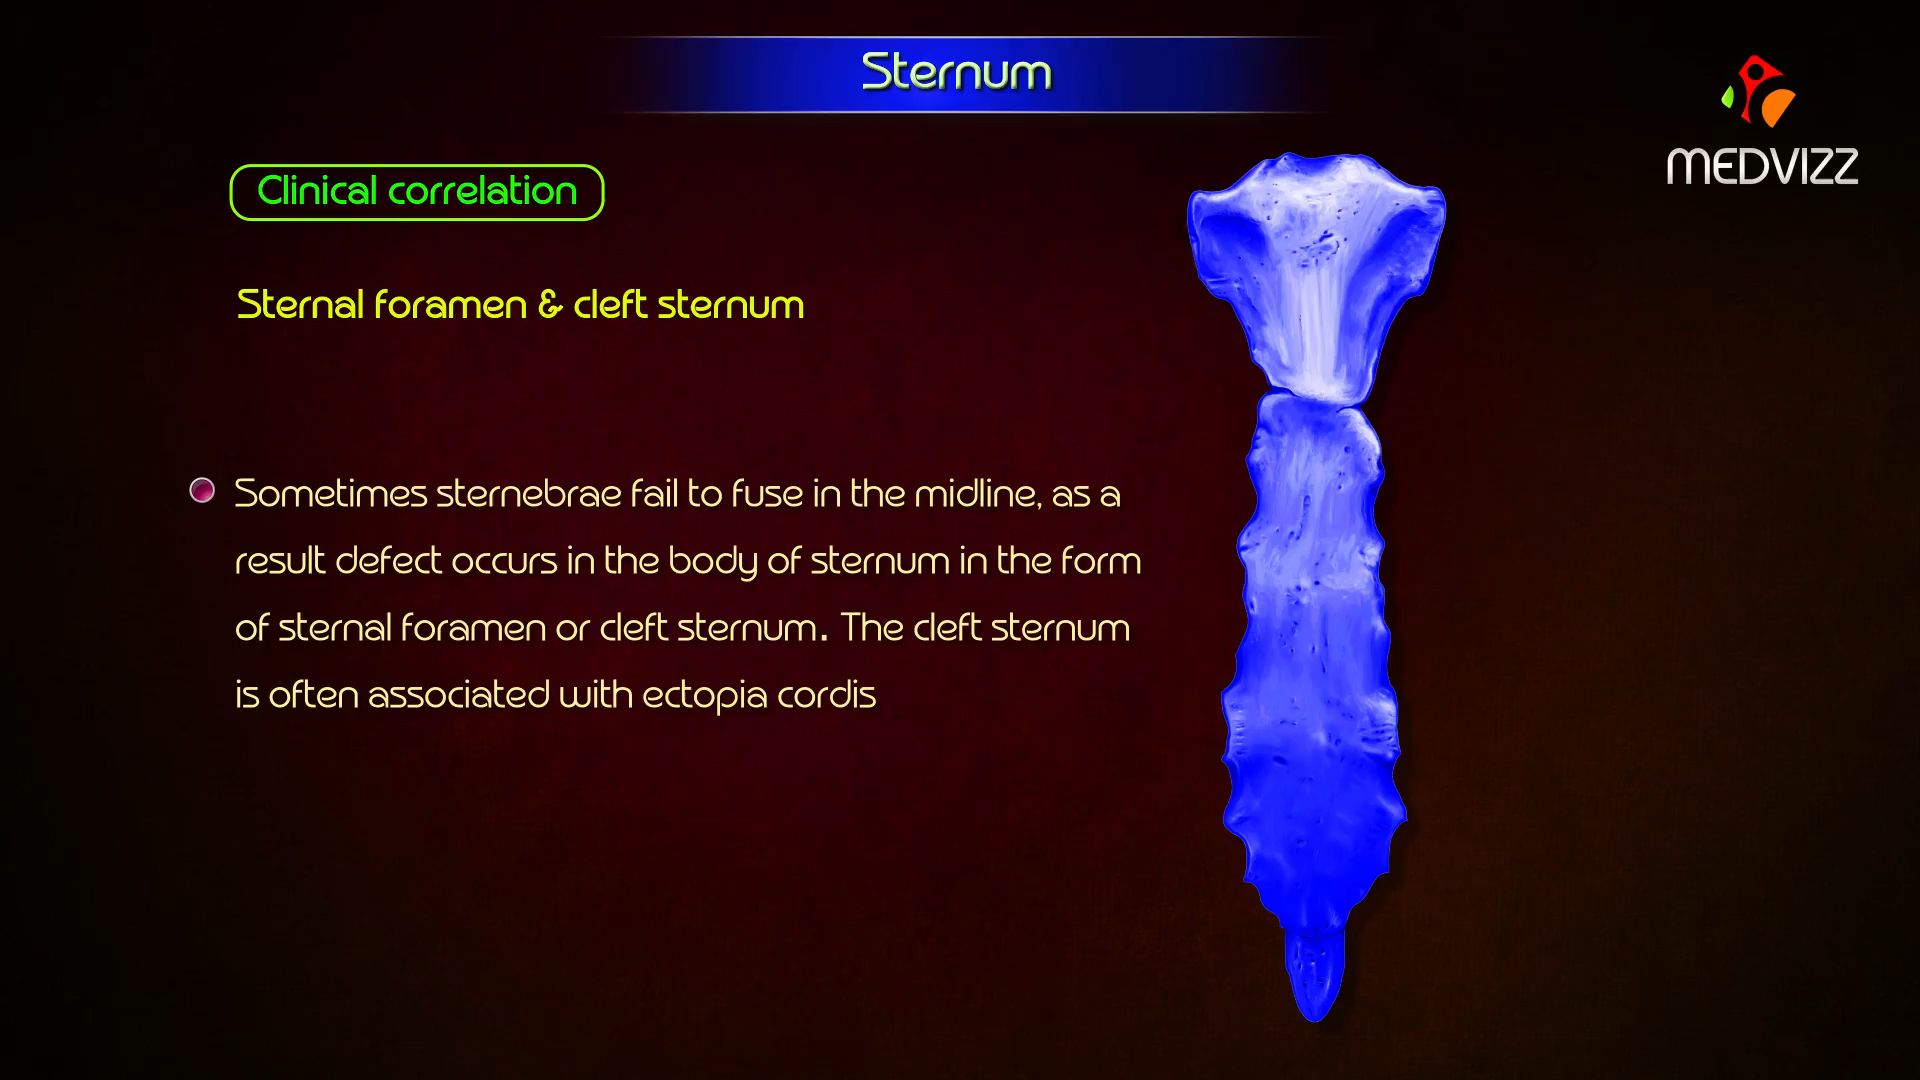 Sternum
MEDVIZZ
Clinical correlation
Sternal foramen & cleft sternum
Sometimes sternebrae fail to fuse in the midline, as a
result defect occurs in the body of sternum in the form
of sternal foramen or cleft sternum. The cleft sternum
is often associated with ectopia cordis